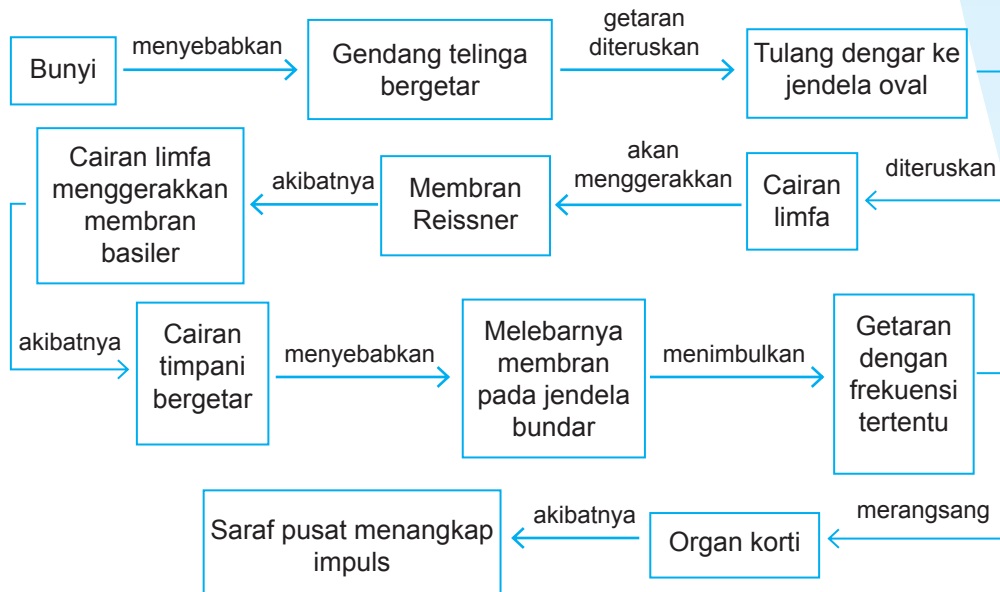 Bunyi
menyebabkan
Gendang telinga
bergetar
getaran
diteruskan
Tulang dengar ke
jendela oval
diteruskan
Cairan
limfa
akan
menggerakkan
Membran
Reissner
akibatnya
Cairan limfa
menggerakkan
membran
basiler
akibatnya
Cairan
timpani
bergetar
menyebabkan
Melebarnya
membran
pada jendela
bundar
menimbulkan
Getaran
dengan
frekuensi
tertentu
merangsang
Organ korti
akibatnya
Saraf pusat menangkap
impuls